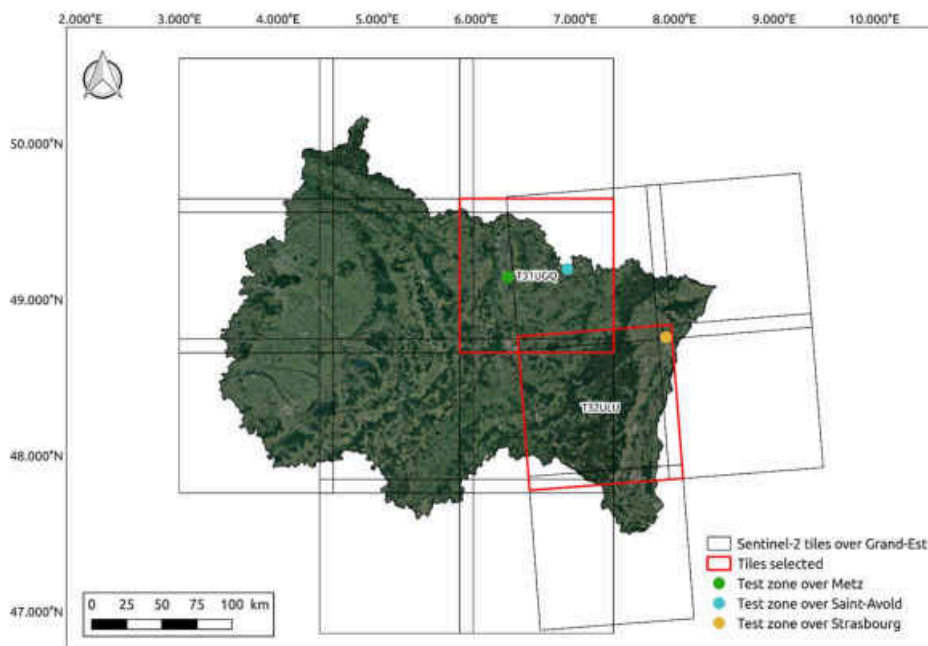 2.000°E 3.000°E 4.000°E 5.000°E 6.000°E 7.000°E 8.000°E 9.000°E 10.000°E
50.000°N
49.000°N
48.000°N
47.000°N
T31UGQ
T32ULU
Sentinel-2 tiles over Grand-Est
Tiles selected
Test zone over Metz
Test zone over Saint-Avold
Test zone over Strasbourg
0 25 50 75 100 km